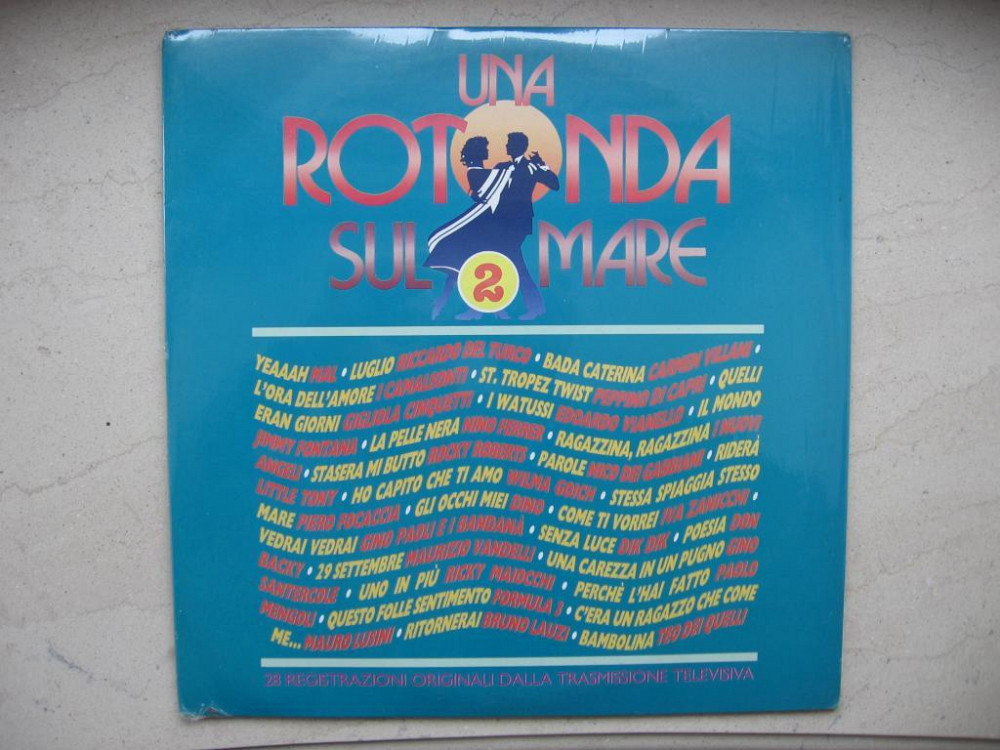 UNA
ROTONDA
SUL MARE
2
YEAAAH MAL • LUGLIO RICCARDO DEL TURCO • BADA CATERINA CARMEN VILLANI •
L'ORA DELL'AMORE I CAMALEONTI • ST. TROPEZ TWIST PEPPINO DI CAPRI • QUELLI
ERAN GIORNI GIGLIOLA CINQUETTI • I WATUSSI EDOARDO VIANELLO • IL MONDO
JIMMY FONTANA • LA PELLE NERA NINO FERRER • RAGAZZINA, RAGAZZINA I NUOVI
ANGELI • STASERA MI BUTTO ROCKY ROBERTS • PAROLE NICO DEI GABBIANI • RIDERÀ
LITTLE TONY • HO CAPITO CHE TI AMO WILMA GOICH • STESSA SPIAGGIA STESSO
MARE PIERO FOCACCIA • GLI OCCHI MIEI DINO • COME TI VORREI IVA ZANICCHI •
VEDRAI VEDRAI GINO PAOLI E I BANDANÀ • SENZA LUCE DIK DIK • POESIA DON
BACKY • 29 SETTEMBRE MAURIZIO VANDELLI • UNA CAREZZA IN UN PUGNO GINO
SANTERCOLE • UNO IN PIÙ RICKY MAIOCCHI • PERCHÈ L'HAI FATTO PAOLO
MENGOLI • QUESTO FOLLE SENTIMENTO FORMULA 3 • C'ERA UN RAGAZZO CHE COME
ME... MAURO LUSINI • RITORNERAI BRUNO LAUZI • BAMBOLINA TEO DEI QUELLI
28 REGISTRAZIONI ORIGINALI DALLA TRASMISSIONE TELEVISIVA